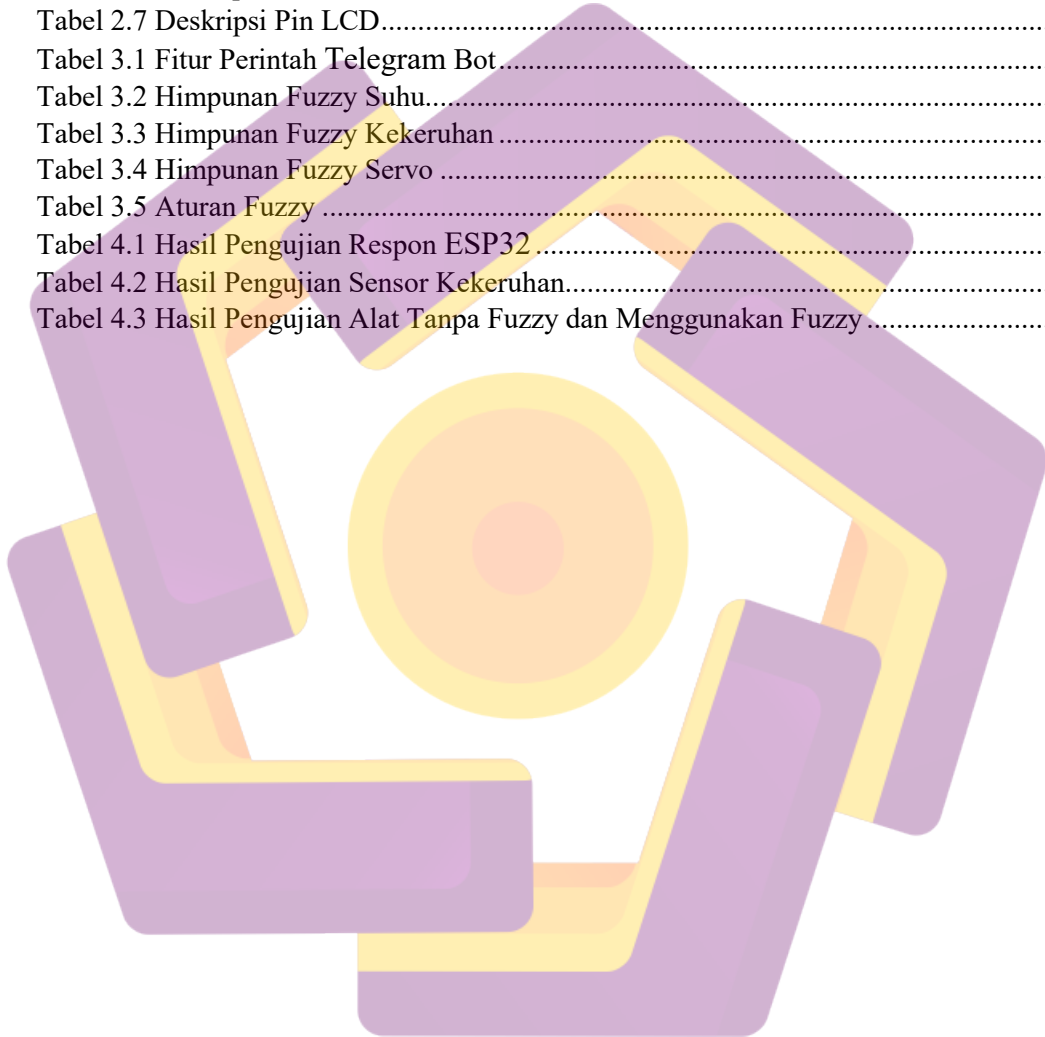 Tabel 2.7 Deskripsi Pin LCD....................................................................................
Tabel 3.1 Fitur Perintah Telegram Bot.....................................................................
Tabel 3.2 Himpunan Fuzzy Suhu..............................................................................
Tabel 3.3 Himpunan Fuzzy Kekeruhan .....................................................................
Tabel 3.4 Himpunan Fuzzy Servo .............................................................................
Tabel 3.5 Aturan Fuzzy .............................................................................................
Tabel 4.1 Hasil Pengujian Respon ESP32.................................................................
Tabel 4.2 Hasil Pengujian Sensor Kekeruhan............................................................
Tabel 4.3 Hasil Pengujian Alat Tanpa Fuzzy dan Menggunakan Fuzzy .......................